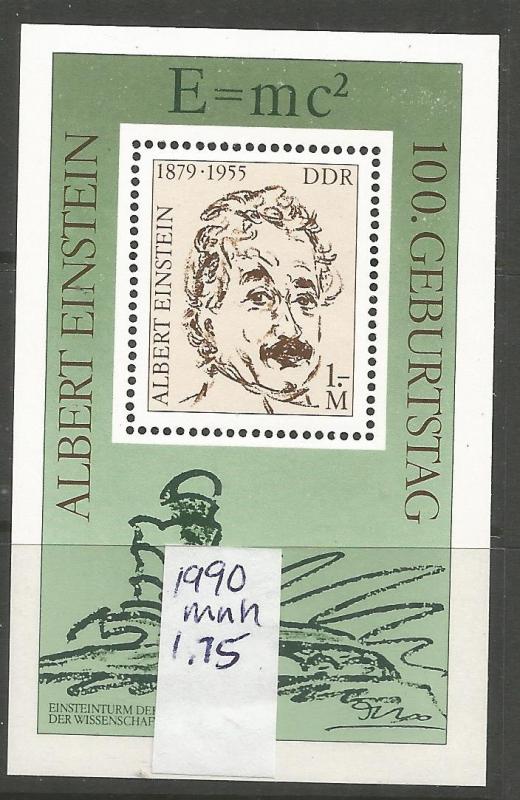 E=mc²
ALBERT EINSTEIN
100. GEBURTSTAG
1879·1955 DDR
ALBERT EINSTEIN
1.–
M
1990
mnh
1.75
EINSTEINTURM DE
DER WISSENSCHAF